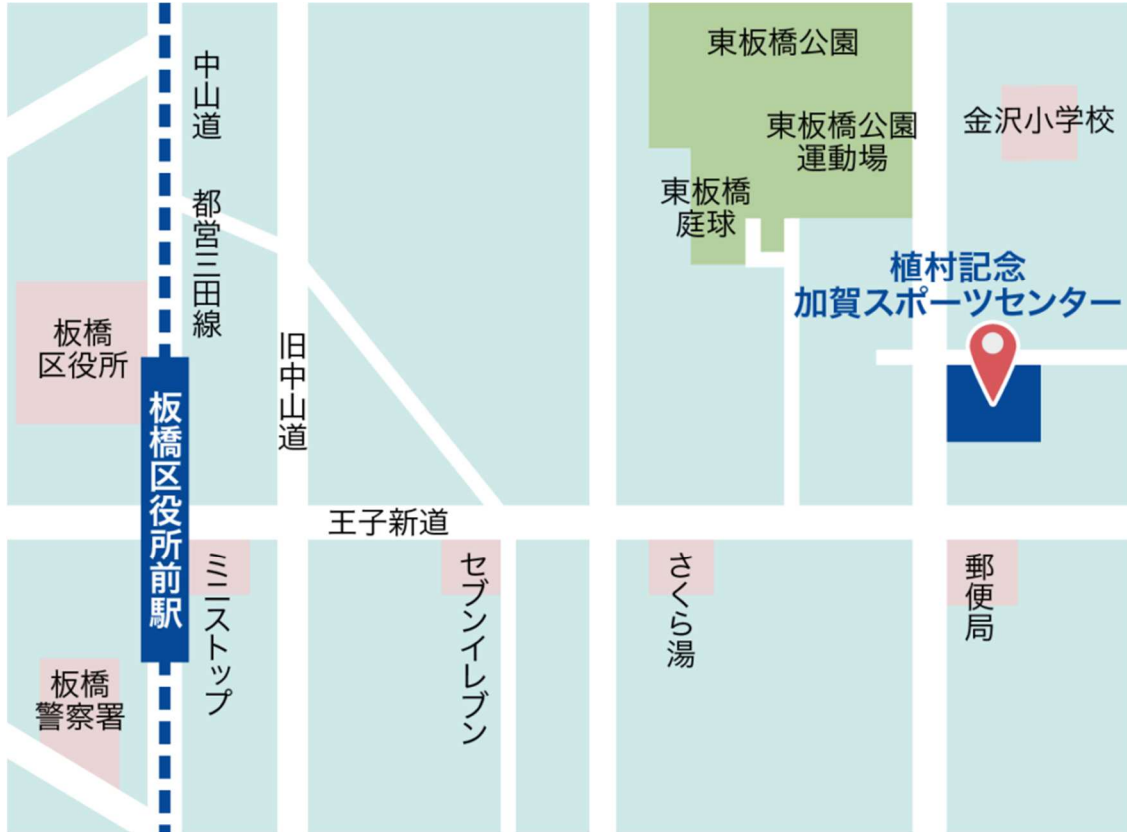 中山道
東板橋公園
東板橋公園
運動場
金沢小学校
東板橋
庭球
都営三田線
植村記念
加賀スポーツセンター
板橋
区役所
旧中山道
板橋区役所前駅
王子新道
ミニストップ
セブンイレブン
さくら湯
郵便局
板橋
警察署